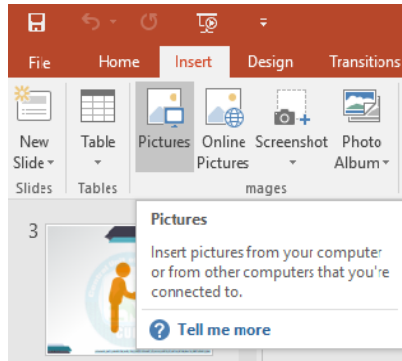 File Home Insert Design Transitions
New Slide Table Pictures Online Pictures Screenshot Photo Album
Slides Tables mages
3
Pictures
Insert pictures from your computer
or from other computers that you're
connected to.
Tell me more